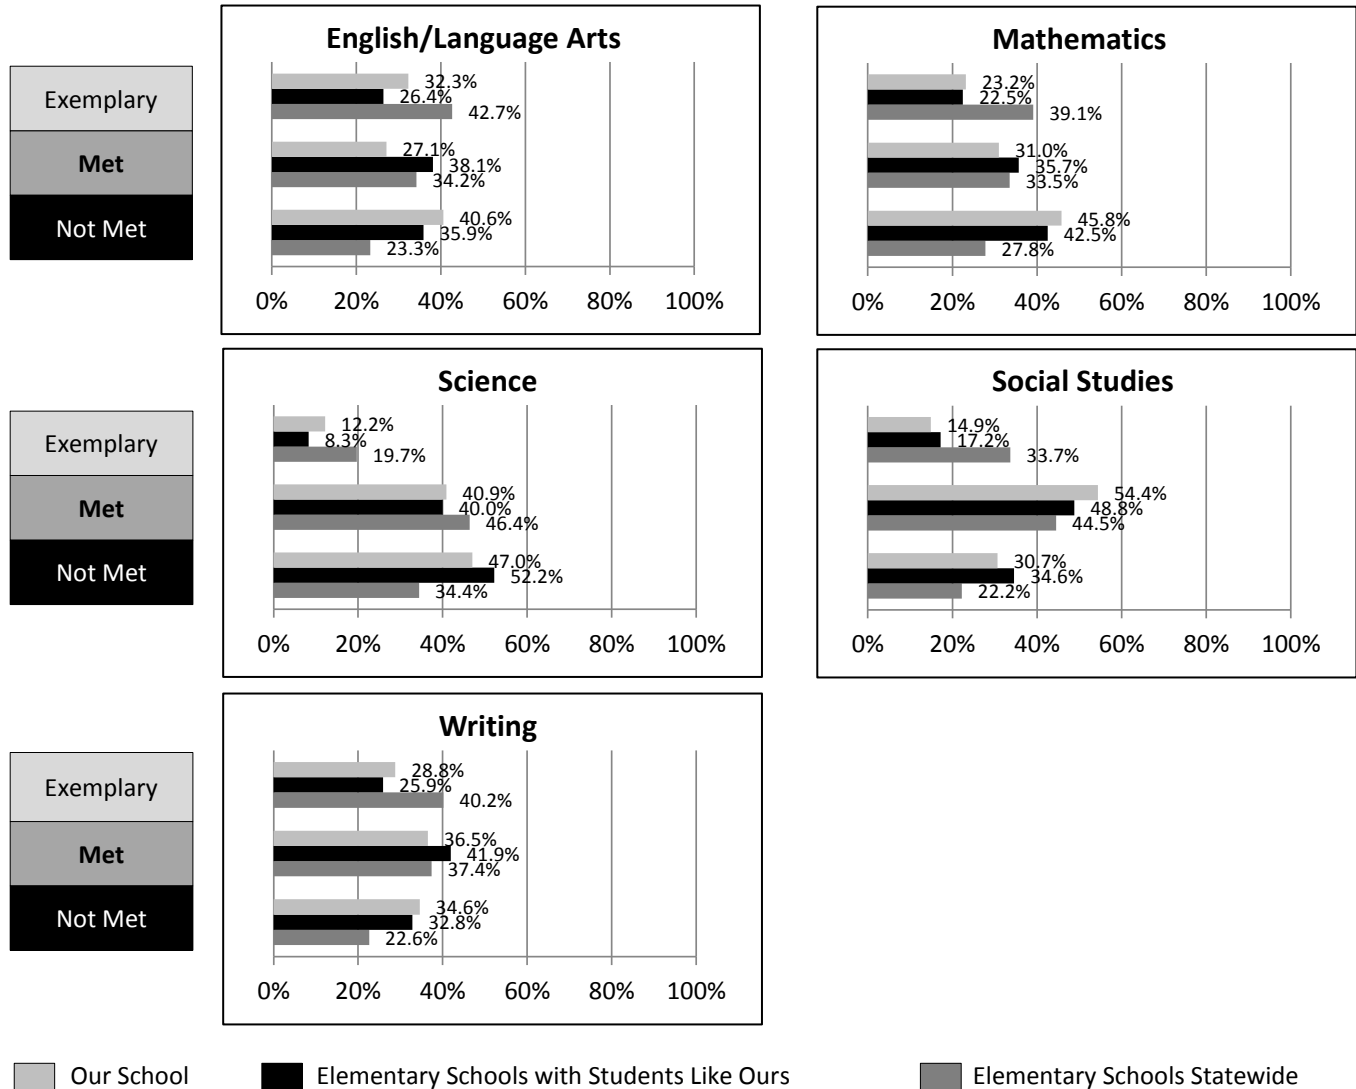 English/Language Arts
Exemplary
Met
Not Met
32.3%
26.4%
42.7%
27.1%
38.1%
34.2%
40.6%
35.9%
23.3%
0% 20% 40% 60% 80% 100%
Mathematics
23.2%
22.5%
39.1%
31.0%
35.7%
33.5%
45.8%
42.5%
27.8%
0% 20% 40% 60% 80% 100%
Science
Exemplary
Met
Not Met
12.2%
8.3%
19.7%
40.9%
40.0%
46.4%
47.0%
52.2%
34.4%
0% 20% 40% 60% 80% 100%
Social Studies
14.9%
17.2%
33.7%
54.4%
48.8%
44.5%
30.7%
34.6%
22.2%
0% 20% 40% 60% 80% 100%
Writing
Exemplary
Met
Not Met
28.8%
25.9%
40.2%
36.5%
41.9%
37.4%
34.6%
32.8%
22.6%
0% 20% 40% 60% 80% 100%
Our School Elementary Schools with Students Like Ours Elementary Schools Statewide